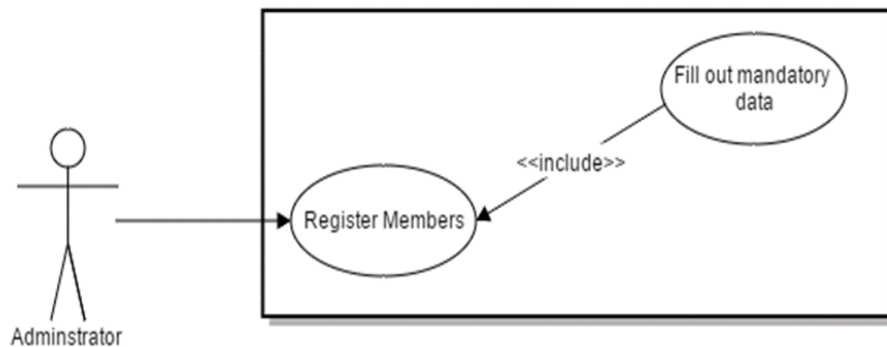 Fill out mandatory
data
<<include>>
Register Members
Adminstrator